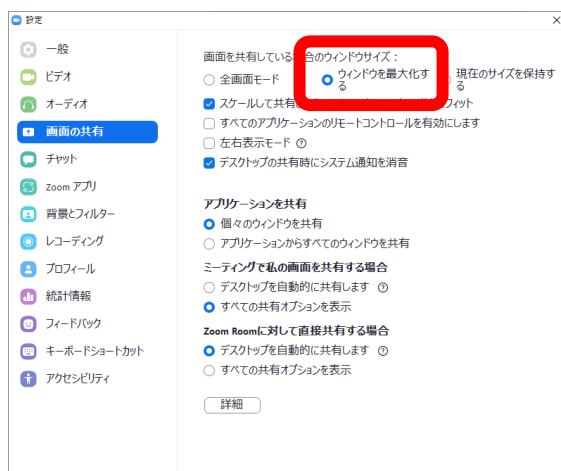 設定
一般
ビデオ
オーディオ
画面の共有
チャット
Zoom アプリ
背景とフィルター
レコーディング
プロフィール
統計情報
フィードバック
キーボードショートカット
アクセシビリティ
画面を共有している 合のウィンドウサイズ：
全画面モード
ウィンドウを最大化す
る
現在のサイズを保持す
る
スケールして共有 フィット
すべてのアプリケーションのリモートコントロールを有効にします
左右表示モード
デスクトップの共有時にシステム通知を消音
アプリケーションを共有
個々のウィンドウを共有
アプリケーションからすべてのウィンドウを共有
ミーティングで私の画面を共有する場合
デスクトップを自動的に共有します
すべての共有オプションを表示
Zoom Roomに対して直接共有する場合
デスクトップを自動的に共有します
すべての共有オプションを表示
詳細